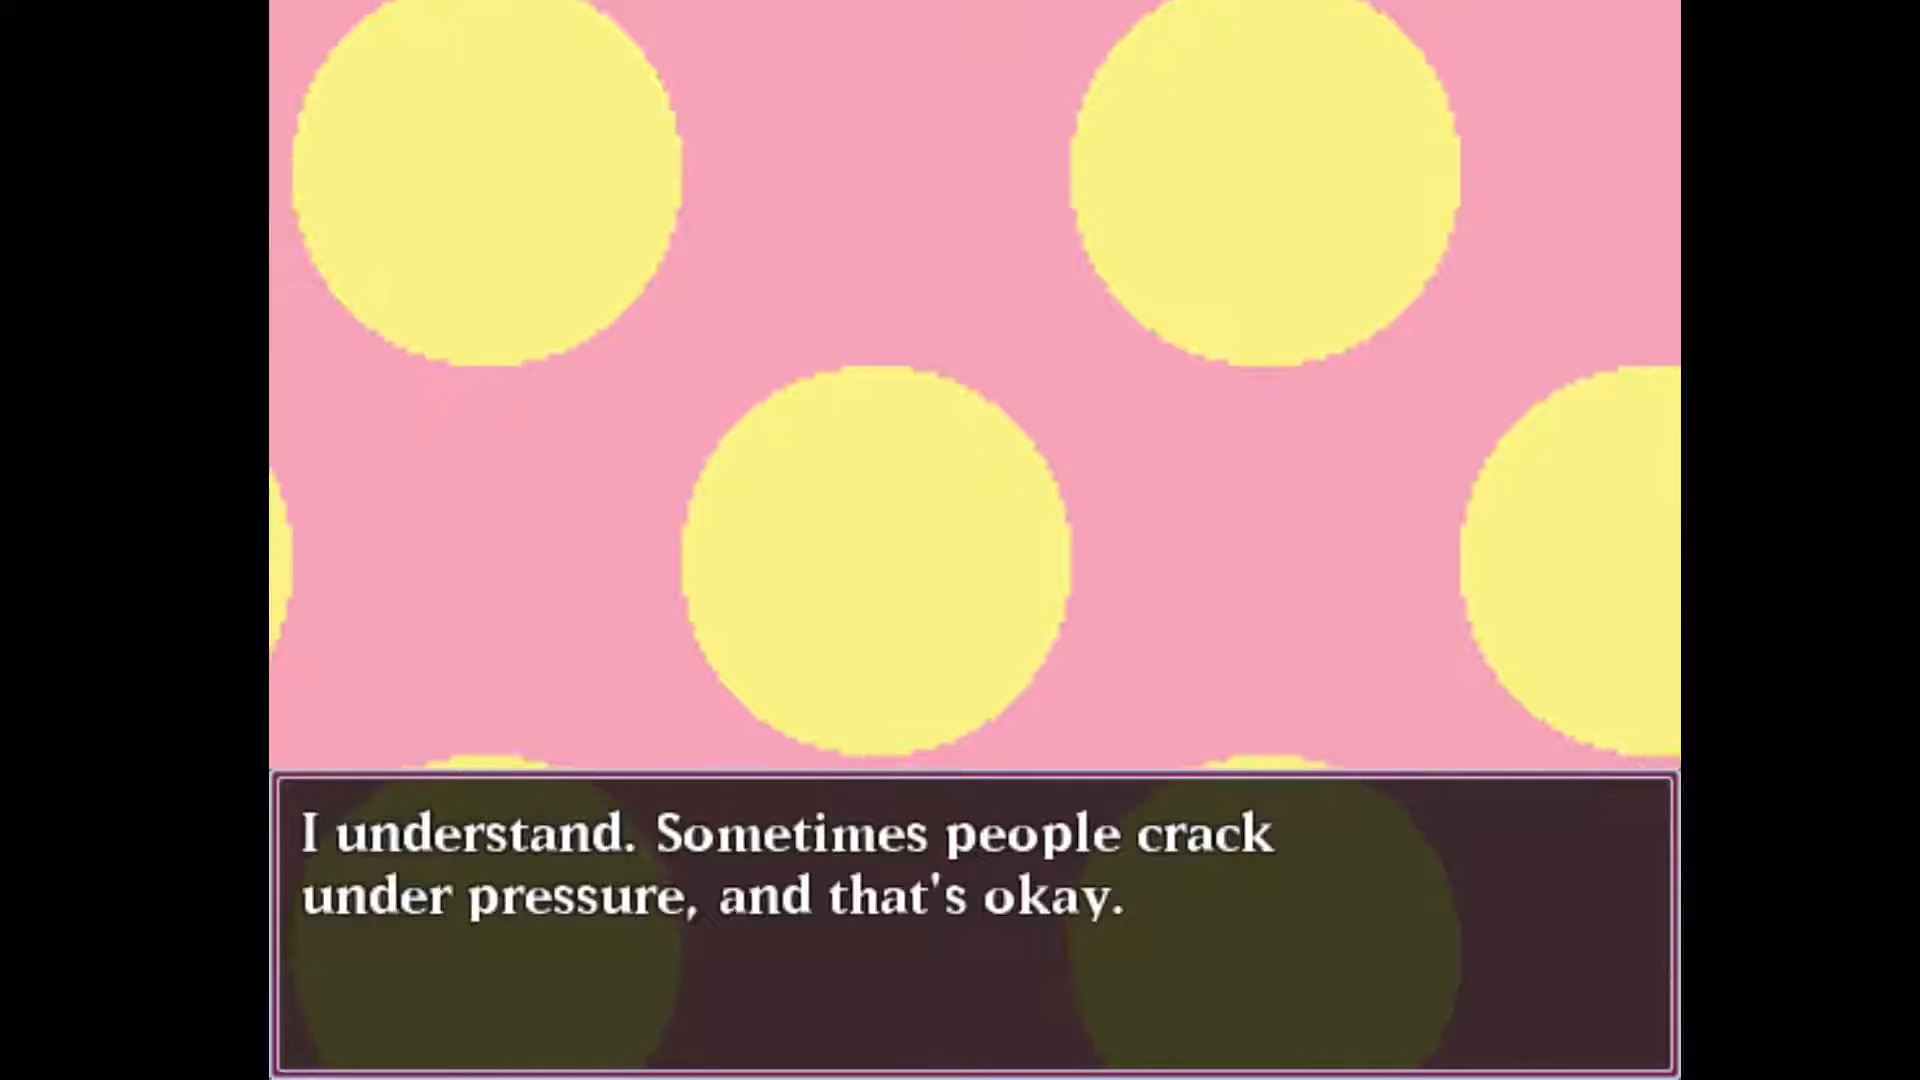 I understand. Sometimes people crack
under pressure, and that's okay.